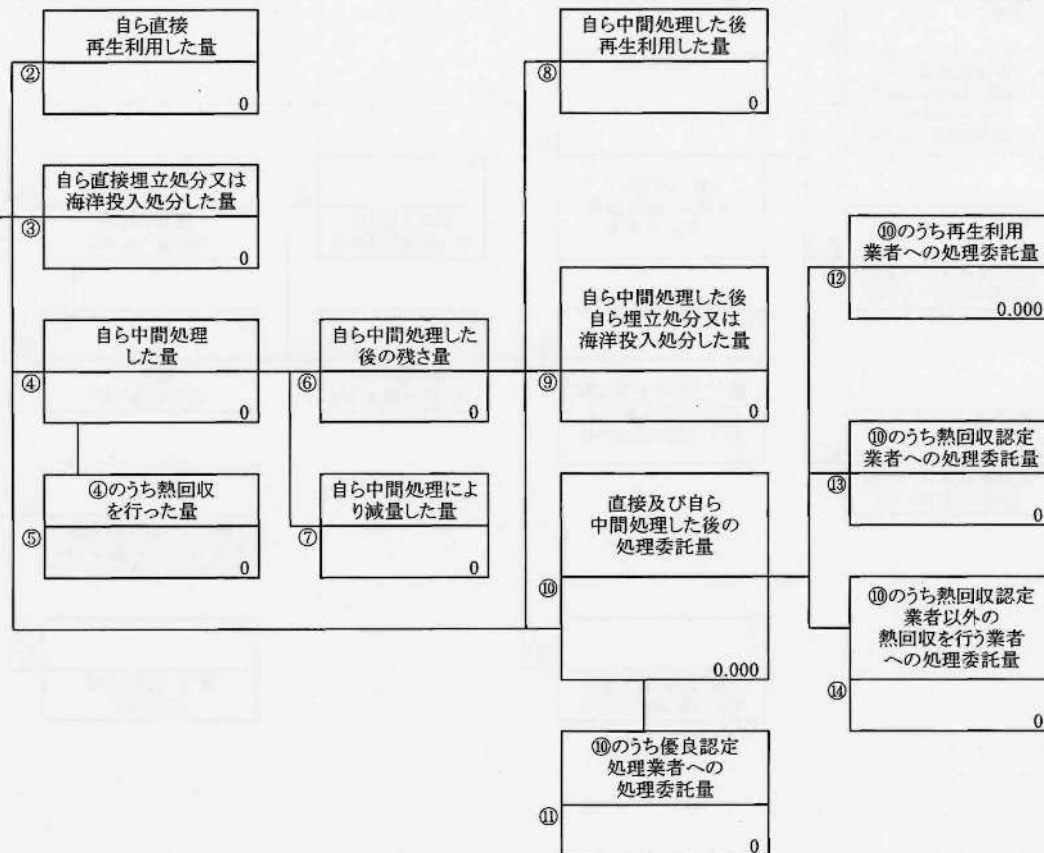 自ら直接
再生利用した量
②
0
自ら直接埋立処分又は
海洋投入処分した量
③
0
自ら中間処理
した量
④
0
④のうち熱回収
を行った量
⑤
0
自ら中間処理した
後の残さ量
⑥
0
自ら中間処理によ
り減量した量
⑦
0
自ら中間処理した後
再生利用した量
⑧
0
自ら中間処理した後
自ら埋立処分又は
海洋投入処分した量
⑨
0
直接及び自ら
中間処理した後の
処理委託量
⑩
0.000
⑩のうち優良認定
処理業者への
処理委託量
⑪
0
⑩のうち再生利用
業者への処理委託量
⑫
0.000
⑩のうち熱回収認定
業者への処理委託量
⑬
0
⑩のうち熱回収認定
業者以外の
熱回収を行う業者
への処理委託量
⑭
0